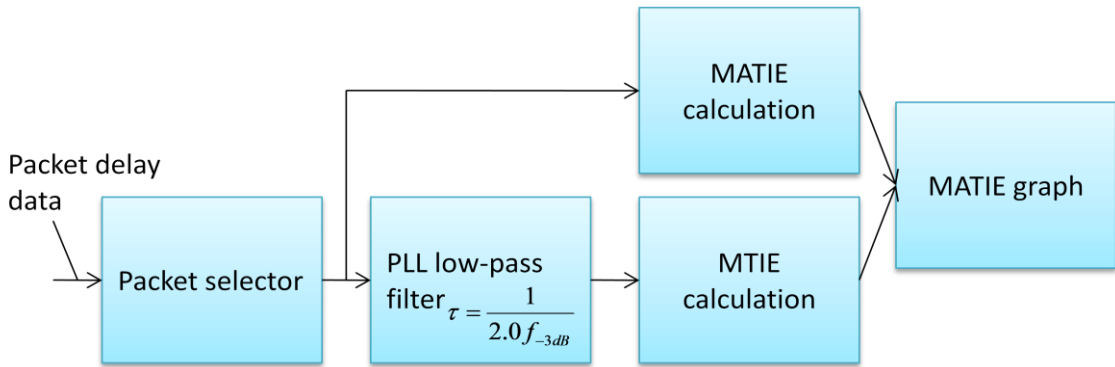 MATIE
calculation
Packet delay
data
MATIE graph
Packet selector
PLL low-pass
filter τ = 1 / 2.0 f₋₃dB
MTIE
calculation